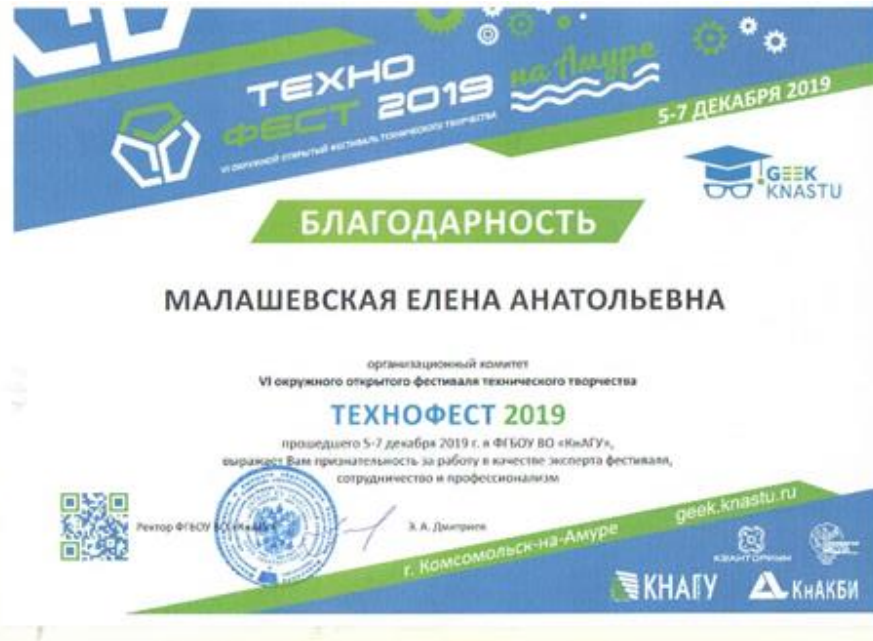 ТЕХНО
ФЕСТ 2019
на Амуре
VI ОКРУЖНОЙ ОТКРЫТЫЙ ФЕСТИВАЛЬ ТЕХНИЧЕСКОГО ТВОРЧЕСТВА
5-7 ДЕКАБРЯ 2019
GEEK
KNASTU
БЛАГОДАРНОСТЬ
МАЛАШЕВСКАЯ ЕЛЕНА АНАТОЛЬЕВНА
организационный комитет
VI окружного открытого фестиваля технического творчества
ТЕХНОФЕСТ 2019
прошедшего 5-7 декабря 2019 г. в ФГБОУ ВО «КнАГУ»,
выражает Вам признательность за работу в качестве эксперта фестиваля,
сотрудничество и профессионализм
Ректор ФГБОУ ВО «КнАГУ»
Э. А. Дмитриев
г. Комсомольск-на-Амуре
geek.knastu.ru
КВАНТОРИУМ
КНАГУ
КнАКБИ